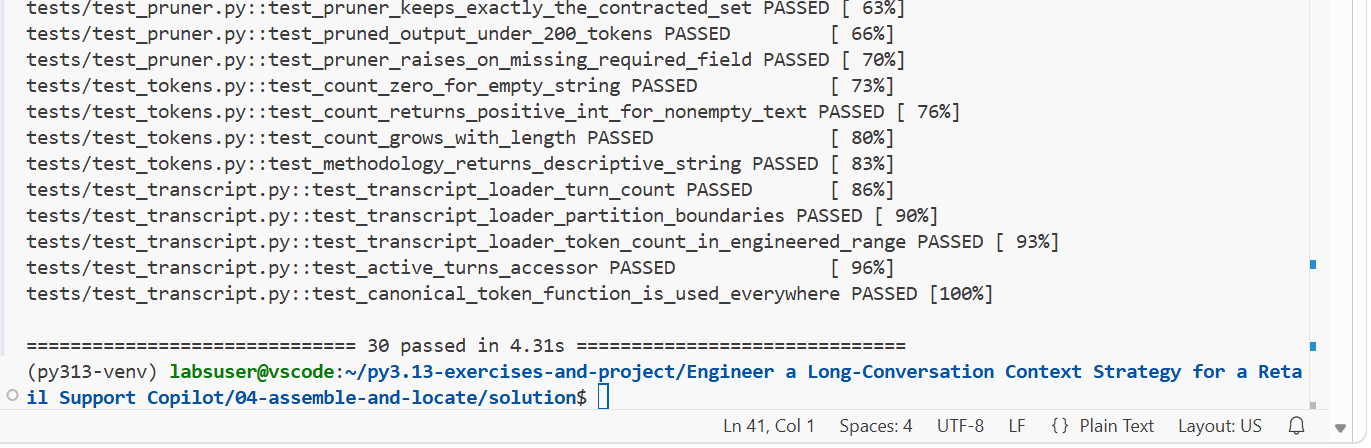 tests/test_pruner.py::test_pruner_keeps_exactly_the_contracted_set PASSED [ 63%]
tests/test_pruner.py::test_pruned_output_under_200_tokens PASSED         [ 66%]
tests/test_pruner.py::test_pruner_raises_on_missing_required_field PASSED [ 70%]
tests/test_tokens.py::test_count_zero_for_empty_string PASSED            [ 73%]
tests/test_tokens.py::test_count_returns_positive_int_for_nonempty_text PASSED [ 76%]
tests/test_tokens.py::test_count_grows_with_length PASSED                [ 80%]
tests/test_tokens.py::test_methodology_returns_descriptive_string PASSED [ 83%]
tests/test_transcript.py::test_transcript_loader_turn_count PASSED       [ 86%]
tests/test_transcript.py::test_transcript_loader_partition_boundaries PASSED [ 90%]
tests/test_transcript.py::test_transcript_loader_token_count_in_engineered_range PASSED [ 93%]
tests/test_transcript.py::test_active_turns_accessor PASSED              [ 96%]
tests/test_transcript.py::test_canonical_token_function_is_used_everywhere PASSED [100%]
============================== 30 passed in 4.31s ==============================
(py313-venv) labsuser@vscode:~/py3.13-exercises-and-project/Engineer a Long-Conversation Context Strategy for a Reta
il Support Copilot/04-assemble-and-locate/solution$
Ln 41, Col 1 Spaces: 4 UTF-8 LF {} Plain Text Layout: US